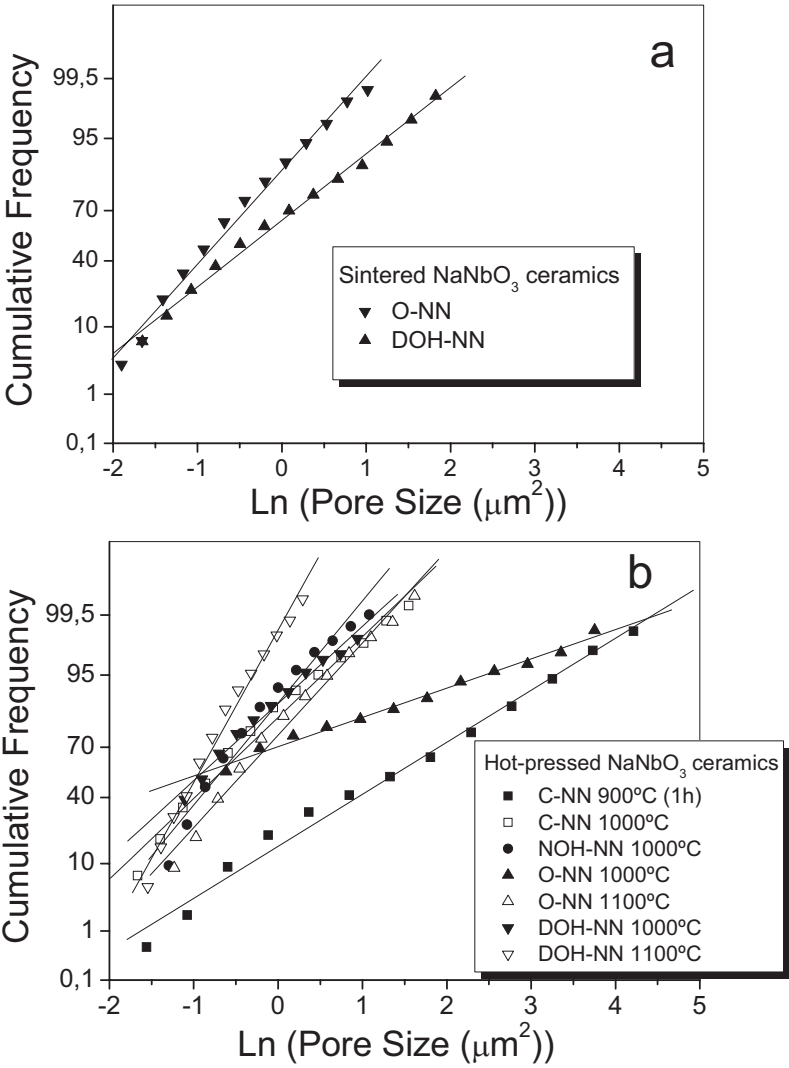 a
99,5
95
70
40
10
1
0,1
Cumulative Frequency
Sintered NaNbO3 ceramics
O-NN
DOH-NN
-2 -1 0 1 2 3 4 5
Ln (Pore Size (μm²))
b
99,5
95
70
40
10
1
0,1
Cumulative Frequency
Hot-pressed NaNbO3 ceramics
C-NN 900ºC (1h)
C-NN 1000ºC
NOH-NN 1000ºC
O-NN 1000ºC
O-NN 1100ºC
DOH-NN 1000ºC
DOH-NN 1100ºC
-2 -1 0 1 2 3 4 5
Ln (Pore Size (μm²))